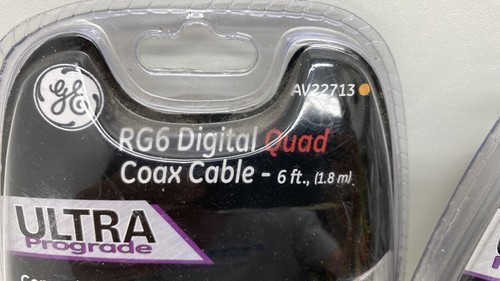 GE
AV22713
RG6 Digital Quad
Coax Cable - 6 ft., (1.8 m)
ULTRA
Prograde